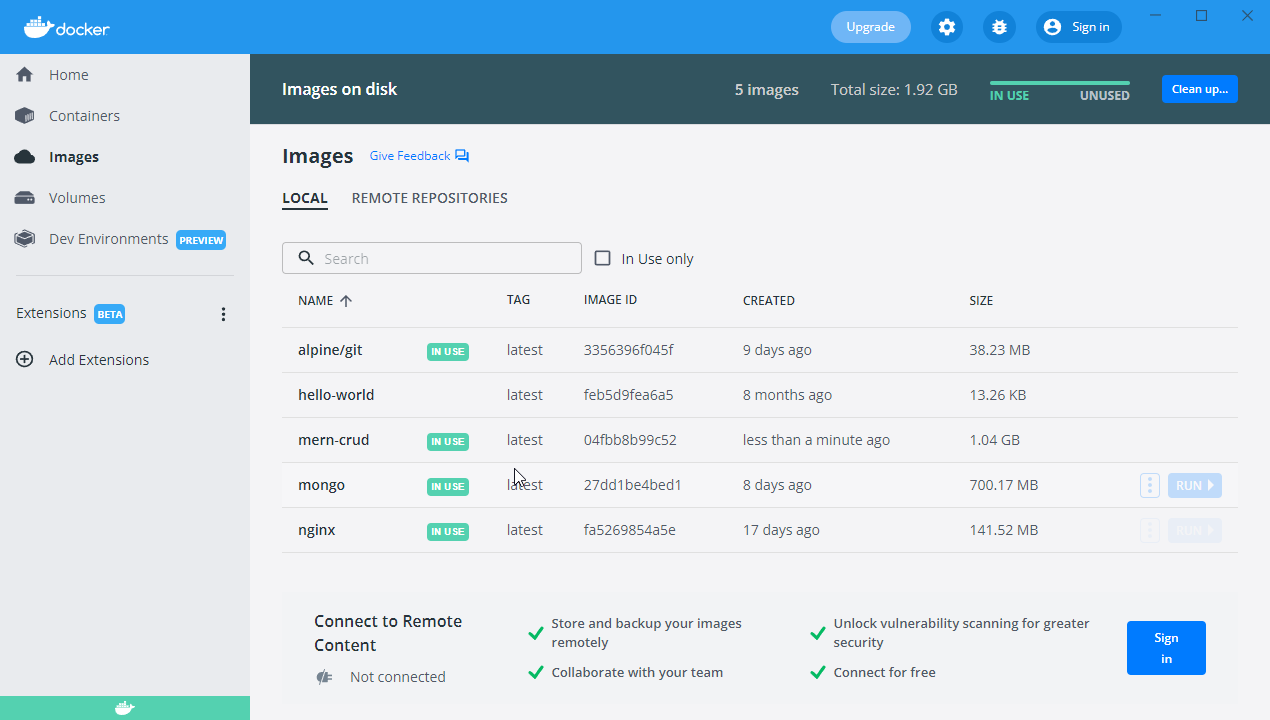 docker
Upgrade
Sign in
Home
Containers
Images
Volumes
Dev Environments PREVIEW
Extensions BETA
Add Extensions
Images on disk
5 images
Total size: 1.92 GB
IN USE
UNUSED
Clean up...
Images
Give Feedback
LOCAL
REMOTE REPOSITORIES
Search
In Use only
NAME TAG IMAGE ID CREATED SIZE
alpine/git IN USE latest 3356396f045f 9 days ago 38.23 MB
hello-world latest feb5d9fea6a5 8 months ago 13.26 KB
mern-crud IN USE latest 04fbb8b99c52 less than a minute ago 1.04 GB
mongo IN USE latest 27dd1be4bed1 8 days ago 700.17 MB RUN
nginx IN USE latest fa5269854a5e 17 days ago 141.52 MB RUN
Connect to Remote
Content
Not connected
Store and backup your images
remotely
Collaborate with your team
Unlock vulnerability scanning for greater
security
Connect for free
Sign
in